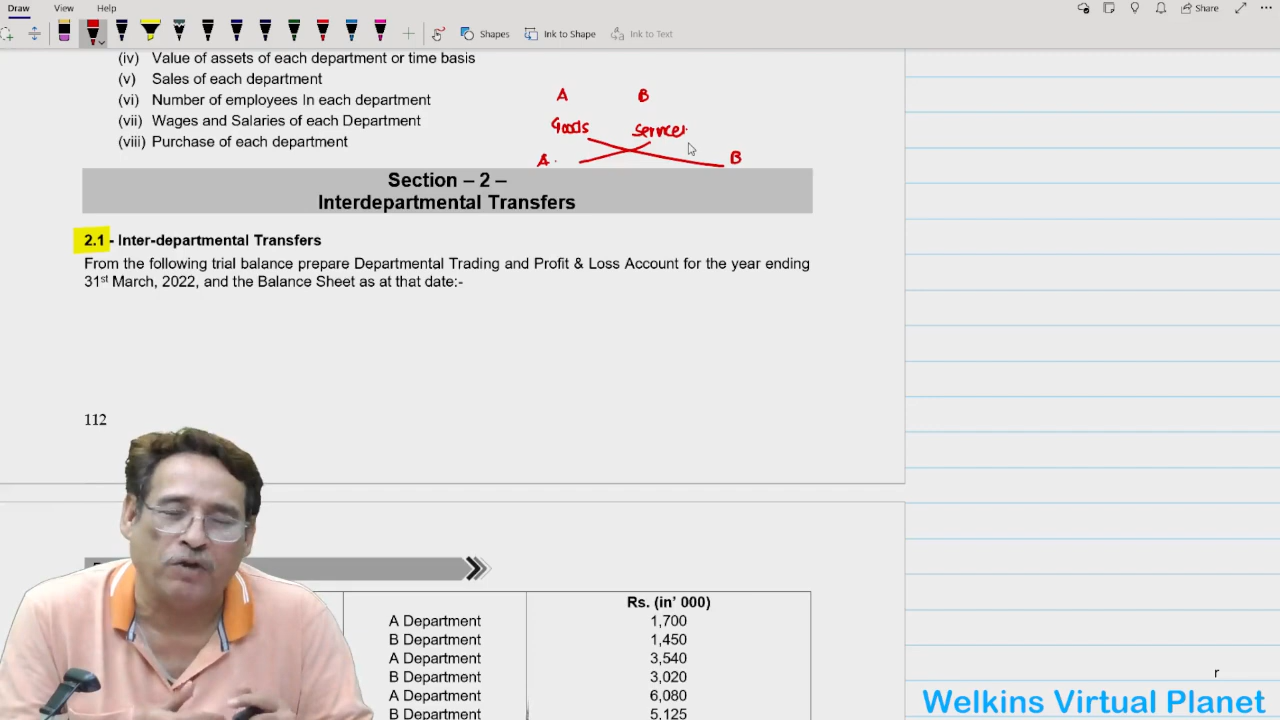 Draw View Help Share
Shapes Ink to Shape Ink to Text
(iv) Value of assets of each department or time basis
(v) Sales of each department
(vi) Number of employees In each department
(vii) Wages and Salaries of each Department
(viii) Purchase of each department
A B
Goods Services
A B
Section – 2 –
Interdepartmental Transfers
2.1 - Inter-departmental Transfers
From the following trial balance prepare Departmental Trading and Profit & Loss Account for the year ending
31st March, 2022, and the Balance Sheet as at that date:-
112
Rs. (in' 000)
A Department 1,700
B Department 1,450
A Department 3,540
B Department 3,020
A Department 6,080
B Department 5,125
r
Welkins Virtual Planet